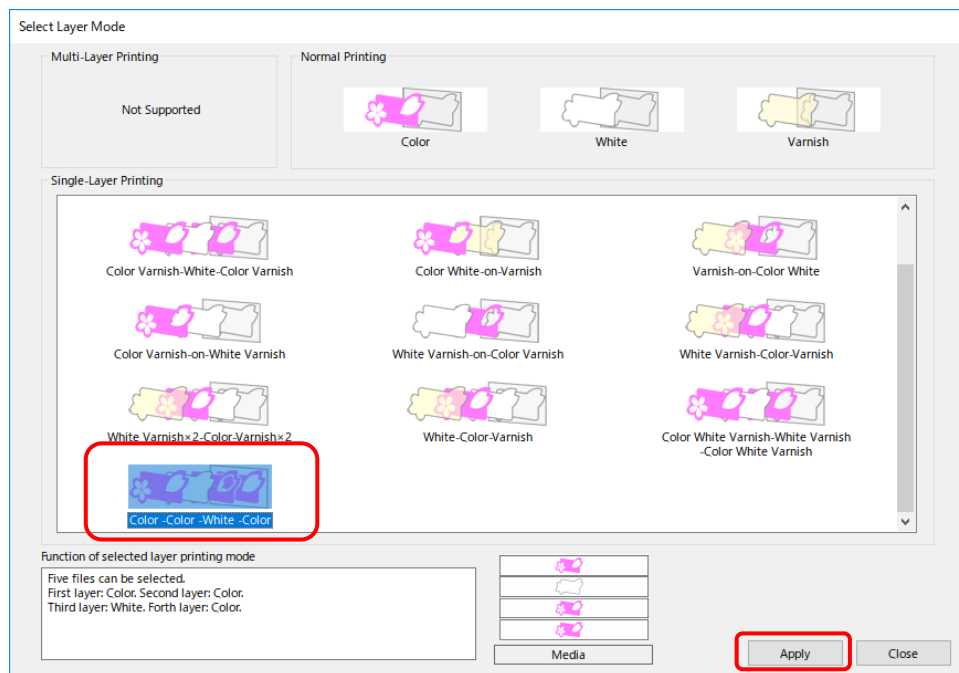 Select Layer Mode
Multi-Layer Printing
Not Supported
Normal Printing
Color
White
Varnish
Single-Layer Printing
Color Varnish-White-Color Varnish
Color White-on-Varnish
Varnish-on-Color White
Color Varnish-on-White Varnish
White Varnish-on-Color Varnish
White Varnish-Color-Varnish
White Varnish×2-Color-Varnish×2
White-Color-Varnish
Color White Varnish-White Varnish
-Color White Varnish
Color -Color -White -Color
Function of selected layer printing mode
Five files can be selected.
First layer: Color. Second layer: Color.
Third layer: White. Forth layer: Color.
Media
Apply
Close